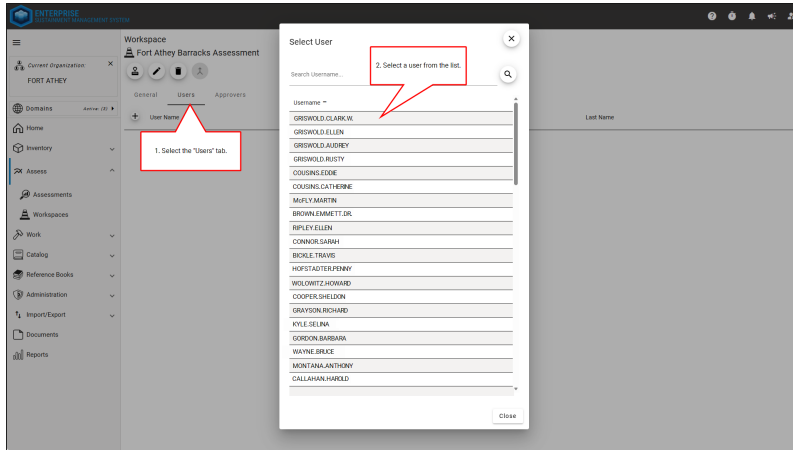 ENTERPRISE
SUSTAINMENT MANAGEMENT SYSTEM
Current Organization:
FORT ATHEY
Domains
Active (3)
Home
Inventory
Assess
Assessments
Workspaces
Work
Catalog
Reference Books
Administration
Import/Export
Documents
Reports
Workspace
Fort Athey Barracks Assessment
General Users Approvers
User Name
Last Name
1. Select the "Users" tab.
Select User
2. Select a user from the list.
Search Username...
Username
GRISWOLD.CLARK.W.
GRISWOLD.ELLEN
GRISWOLD.AUDREY
GRISWOLD.RUSTY
COUSINS.EDDIE
COUSINS.CATHERINE
McFLY.MARTIN
BROWN.EMMETT.DR.
RIPLEY.ELLEN
CONNOR.SARAH
BICKLE.TRAVIS
HOFSTADTER.PENNY
WOLOWITZ.HOWARD
COOPER.SHELDON
GRAYSON.RICHARD
KYLE.SELINA
GORDON.BARBARA
WAYNE.BRUCE
MONTANA.ANTHONY
CALLAHAN.HAROLD
Close